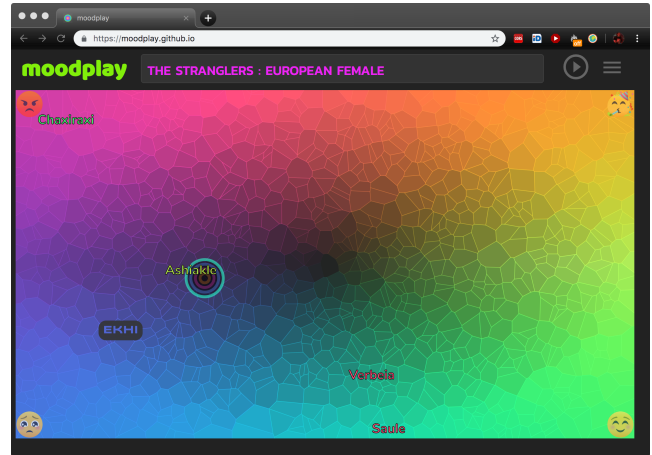 moodplay
https://moodplay.github.io
moodplay
THE STRANGLERS : EUROPEAN FEMALE
Chaxiraxi
Ashiakle
EKHI
Verbeia
Saule